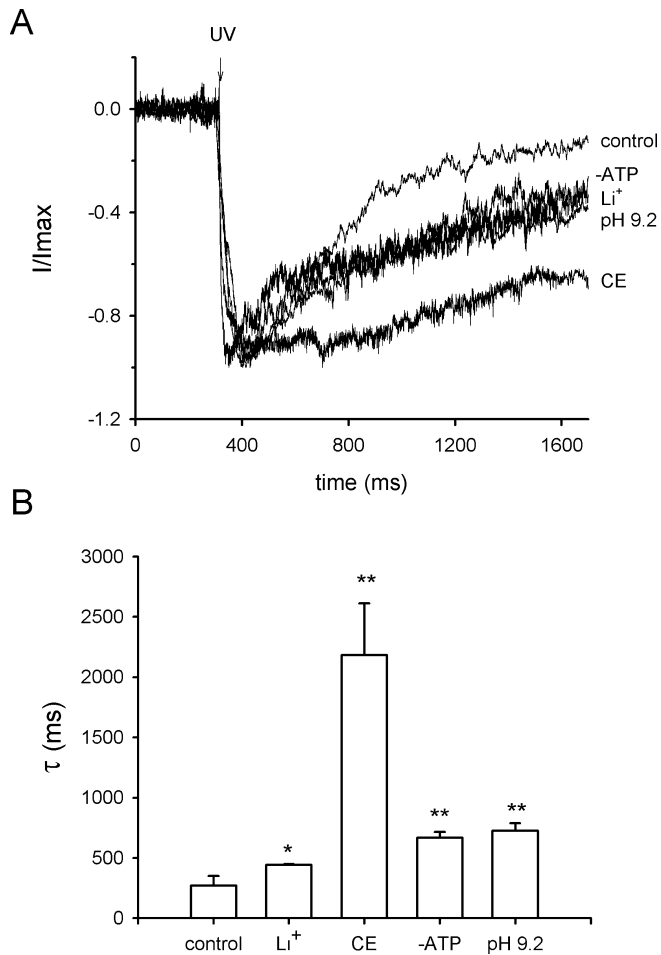 A
UV
0.0
-0.4
-0.8
-1.2
I/Imax
control
-ATP
Li⁺
pH 9.2
CE
0 400 800 1200 1600
time (ms)
B
3000
2500
2000
1500
1000
500
0
τ (ms)
**
*
**
**
control Li⁺ CE -ATP pH 9.2